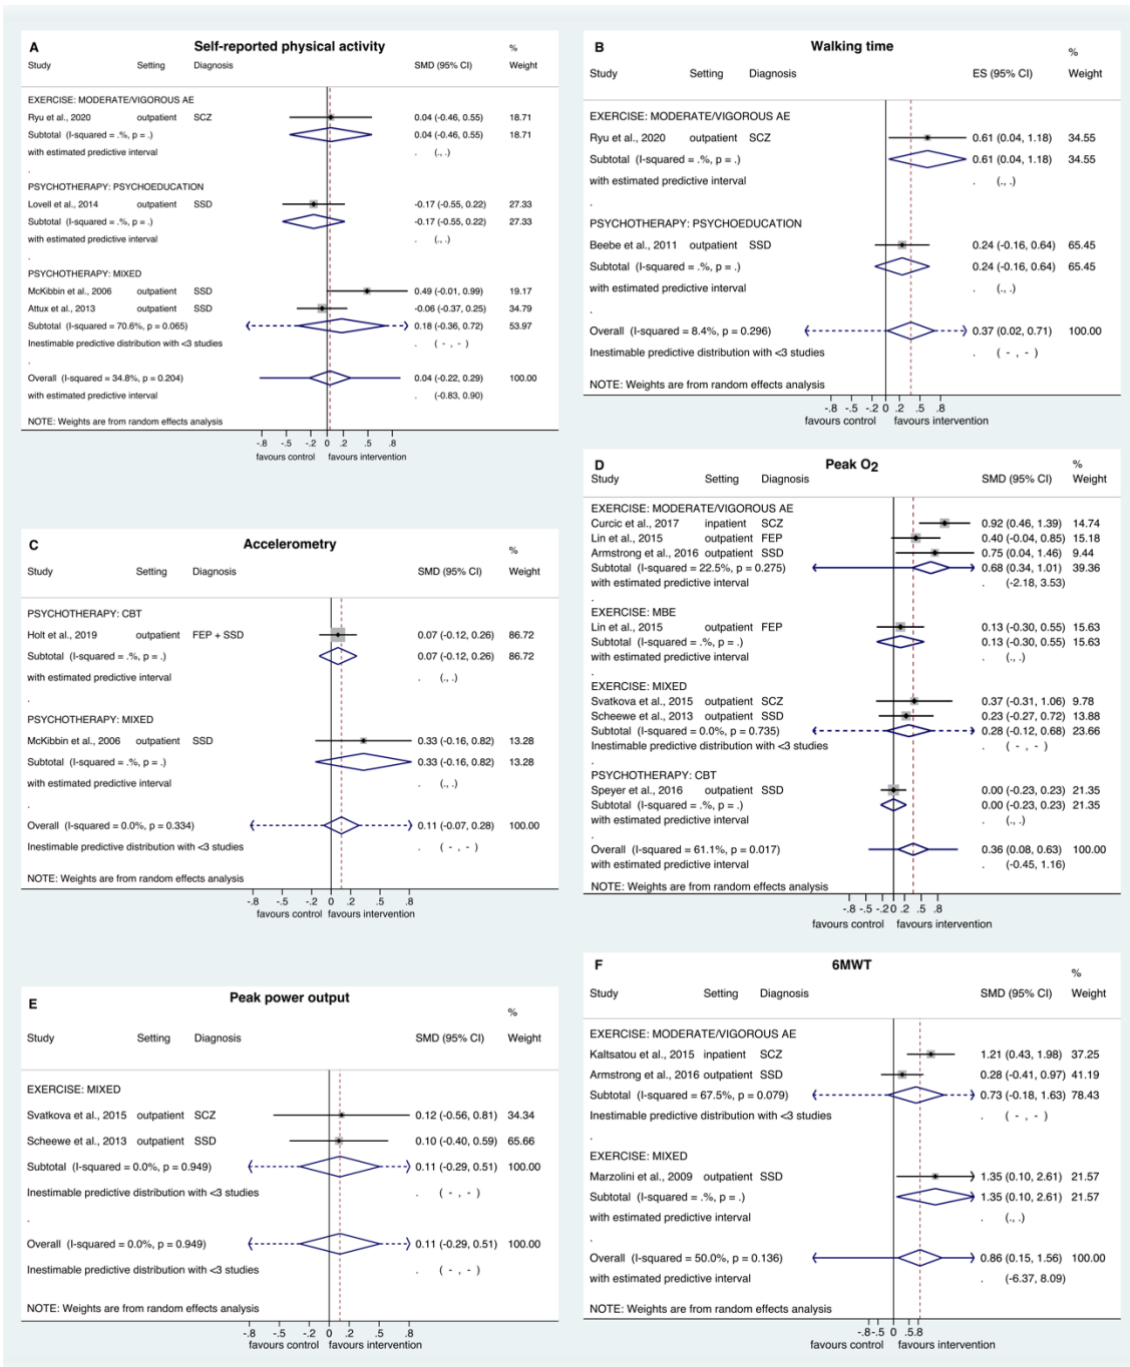 A Self-reported physical activity
%
Study Setting Diagnosis SMD (95% CI) Weight
EXERCISE: MODERATE/VIGOROUS AE
Ryu et al., 2020 outpatient SCZ 0.04 (-0.46, 0.55) 18.71
Subtotal (I-squared = .%, p = .) 0.04 (-0.46, 0.55) 18.71
with estimated predictive interval . (., .)
.
PSYCHOTHERAPY: PSYCHOEDUCATION
Lovell et al., 2014 outpatient SSD -0.17 (-0.55, 0.22) 27.33
Subtotal (I-squared = .%, p = .) -0.17 (-0.55, 0.22) 27.33
with estimated predictive interval . (., .)
.
PSYCHOTHERAPY: MIXED
McKibbin et al., 2006 outpatient SSD 0.49 (-0.01, 0.99) 19.17
Attux et al., 2013 outpatient SSD -0.06 (-0.37, 0.25) 34.79
Subtotal (I-squared = 70.6%, p = 0.065) 0.18 (-0.36, 0.72) 53.97
Inestimable predictive distribution with <3 studies . ( - , - )
.
Overall (I-squared = 34.8%, p = 0.204) 0.04 (-0.22, 0.29) 100.00
with estimated predictive interval . (-0.83, 0.90)
NOTE: Weights are from random effects analysis
-.8 -.5 -.2 0 .2 .5 .8
favours control favours intervention
B Walking time
%
Study Setting Diagnosis ES (95% CI) Weight
EXERCISE: MODERATE/VIGOROUS AE
Ryu et al., 2020 outpatient SCZ 0.61 (0.04, 1.18) 34.55
Subtotal (I-squared = .%, p = .) 0.61 (0.04, 1.18) 34.55
with estimated predictive interval . (., .)
.
PSYCHOTHERAPY: PSYCHOEDUCATION
Beebe et al., 2011 outpatient SSD 0.24 (-0.16, 0.64) 65.45
Subtotal (I-squared = .%, p = .) 0.24 (-0.16, 0.64) 65.45
with estimated predictive interval . (., .)
.
Overall (I-squared = 8.4%, p = 0.296) 0.37 (0.02, 0.71) 100.00
Inestimable predictive distribution with <3 studies . ( - , - )
NOTE: Weights are from random effects analysis
-.8 -.5 -.2 0 .2 .5 .8
favours control favours intervention
C Accelerometry
%
Study Setting Diagnosis SMD (95% CI) Weight
PSYCHOTHERAPY: CBT
Holt et al., 2019 outpatient FEP + SSD 0.07 (-0.12, 0.26) 86.72
Subtotal (I-squared = .%, p = .) 0.07 (-0.12, 0.26) 86.72
with estimated predictive interval . (., .)
.
PSYCHOTHERAPY: MIXED
McKibbin et al., 2006 outpatient SSD 0.33 (-0.16, 0.82) 13.28
Subtotal (I-squared = .%, p = .) 0.33 (-0.16, 0.82) 13.28
with estimated predictive interval . (., .)
.
Overall (I-squared = 0.0%, p = 0.334) 0.11 (-0.07, 0.28) 100.00
Inestimable predictive distribution with <3 studies . ( - , - )
NOTE: Weights are from random effects analysis
-.8 -.5 -.2 0 .2 .5 .8
favours control favours intervention
D Peak O2
%
Study Setting Diagnosis SMD (95% CI) Weight
EXERCISE: MODERATE/VIGOROUS AE
Curcic et al., 2017 inpatient SCZ 0.92 (0.46, 1.39) 14.74
Lin et al., 2015 outpatient FEP 0.40 (-0.04, 0.85) 15.18
Armstrong et al., 2016 outpatient SSD 0.75 (0.04, 1.46) 9.44
Subtotal (I-squared = 22.5%, p = 0.275) 0.68 (0.34, 1.01) 39.36
with estimated predictive interval . (-2.18, 3.53)
.
EXERCISE: MBE
Lin et al., 2015 outpatient FEP 0.13 (-0.30, 0.55) 15.63
Subtotal (I-squared = .%, p = .) 0.13 (-0.30, 0.55) 15.63
with estimated predictive interval . (., .)
.
EXERCISE: MIXED
Svatkova et al., 2015 outpatient SCZ 0.37 (-0.31, 1.06) 9.78
Scheewe et al., 2013 outpatient SSD 0.23 (-0.27, 0.72) 13.88
Subtotal (I-squared = 0.0%, p = 0.735) 0.28 (-0.12, 0.68) 23.66
Inestimable predictive distribution with <3 studies . ( - , - )
.
PSYCHOTHERAPY: CBT
Speyer et al., 2016 outpatient SSD 0.00 (-0.23, 0.23) 21.35
Subtotal (I-squared = .%, p = .) 0.00 (-0.23, 0.23) 21.35
with estimated predictive interval . (., .)
.
Overall (I-squared = 61.1%, p = 0.017) 0.36 (0.08, 0.63) 100.00
with estimated predictive interval . (-0.45, 1.16)
NOTE: Weights are from random effects analysis
-.8 -.5 -.2 0 .2 .5 .8
favours control favours intervention
E Peak power output
%
Study Setting Diagnosis SMD (95% CI) Weight
EXERCISE: MIXED
Svatkova et al., 2015 outpatient SCZ 0.12 (-0.56, 0.81) 34.34
Scheewe et al., 2013 outpatient SSD 0.10 (-0.40, 0.59) 65.66
Subtotal (I-squared = 0.0%, p = 0.949) 0.11 (-0.29, 0.51) 100.00
Inestimable predictive distribution with <3 studies . ( - , - )
.
Overall (I-squared = 0.0%, p = 0.949) 0.11 (-0.29, 0.51) 100.00
Inestimable predictive distribution with <3 studies . ( - , - )
NOTE: Weights are from random effects analysis
-.8 -.5 -.2 0 .2 .5 .8
favours control favours intervention
F 6MWT
%
Study Setting Diagnosis SMD (95% CI) Weight
EXERCISE: MODERATE/VIGOROUS AE
Kaltsatou et al., 2015 inpatient SCZ 1.21 (0.43, 1.98) 37.25
Armstrong et al., 2016 outpatient SSD 0.28 (-0.41, 0.97) 41.19
Subtotal (I-squared = 67.5%, p = 0.079) 0.73 (-0.18, 1.63) 78.43
Inestimable predictive distribution with <3 studies . ( - , - )
.
EXERCISE: MIXED
Marzolini et al., 2009 outpatient SSD 1.35 (0.10, 2.61) 21.57
Subtotal (I-squared = .%, p = .) 1.35 (0.10, 2.61) 21.57
with estimated predictive interval . (., .)
.
Overall (I-squared = 50.0%, p = 0.136) 0.86 (0.15, 1.56) 100.00
with estimated predictive interval . (-6.37, 8.09)
NOTE: Weights are from random effects analysis
-.8-.5 0 .5.8
favours control favours intervention